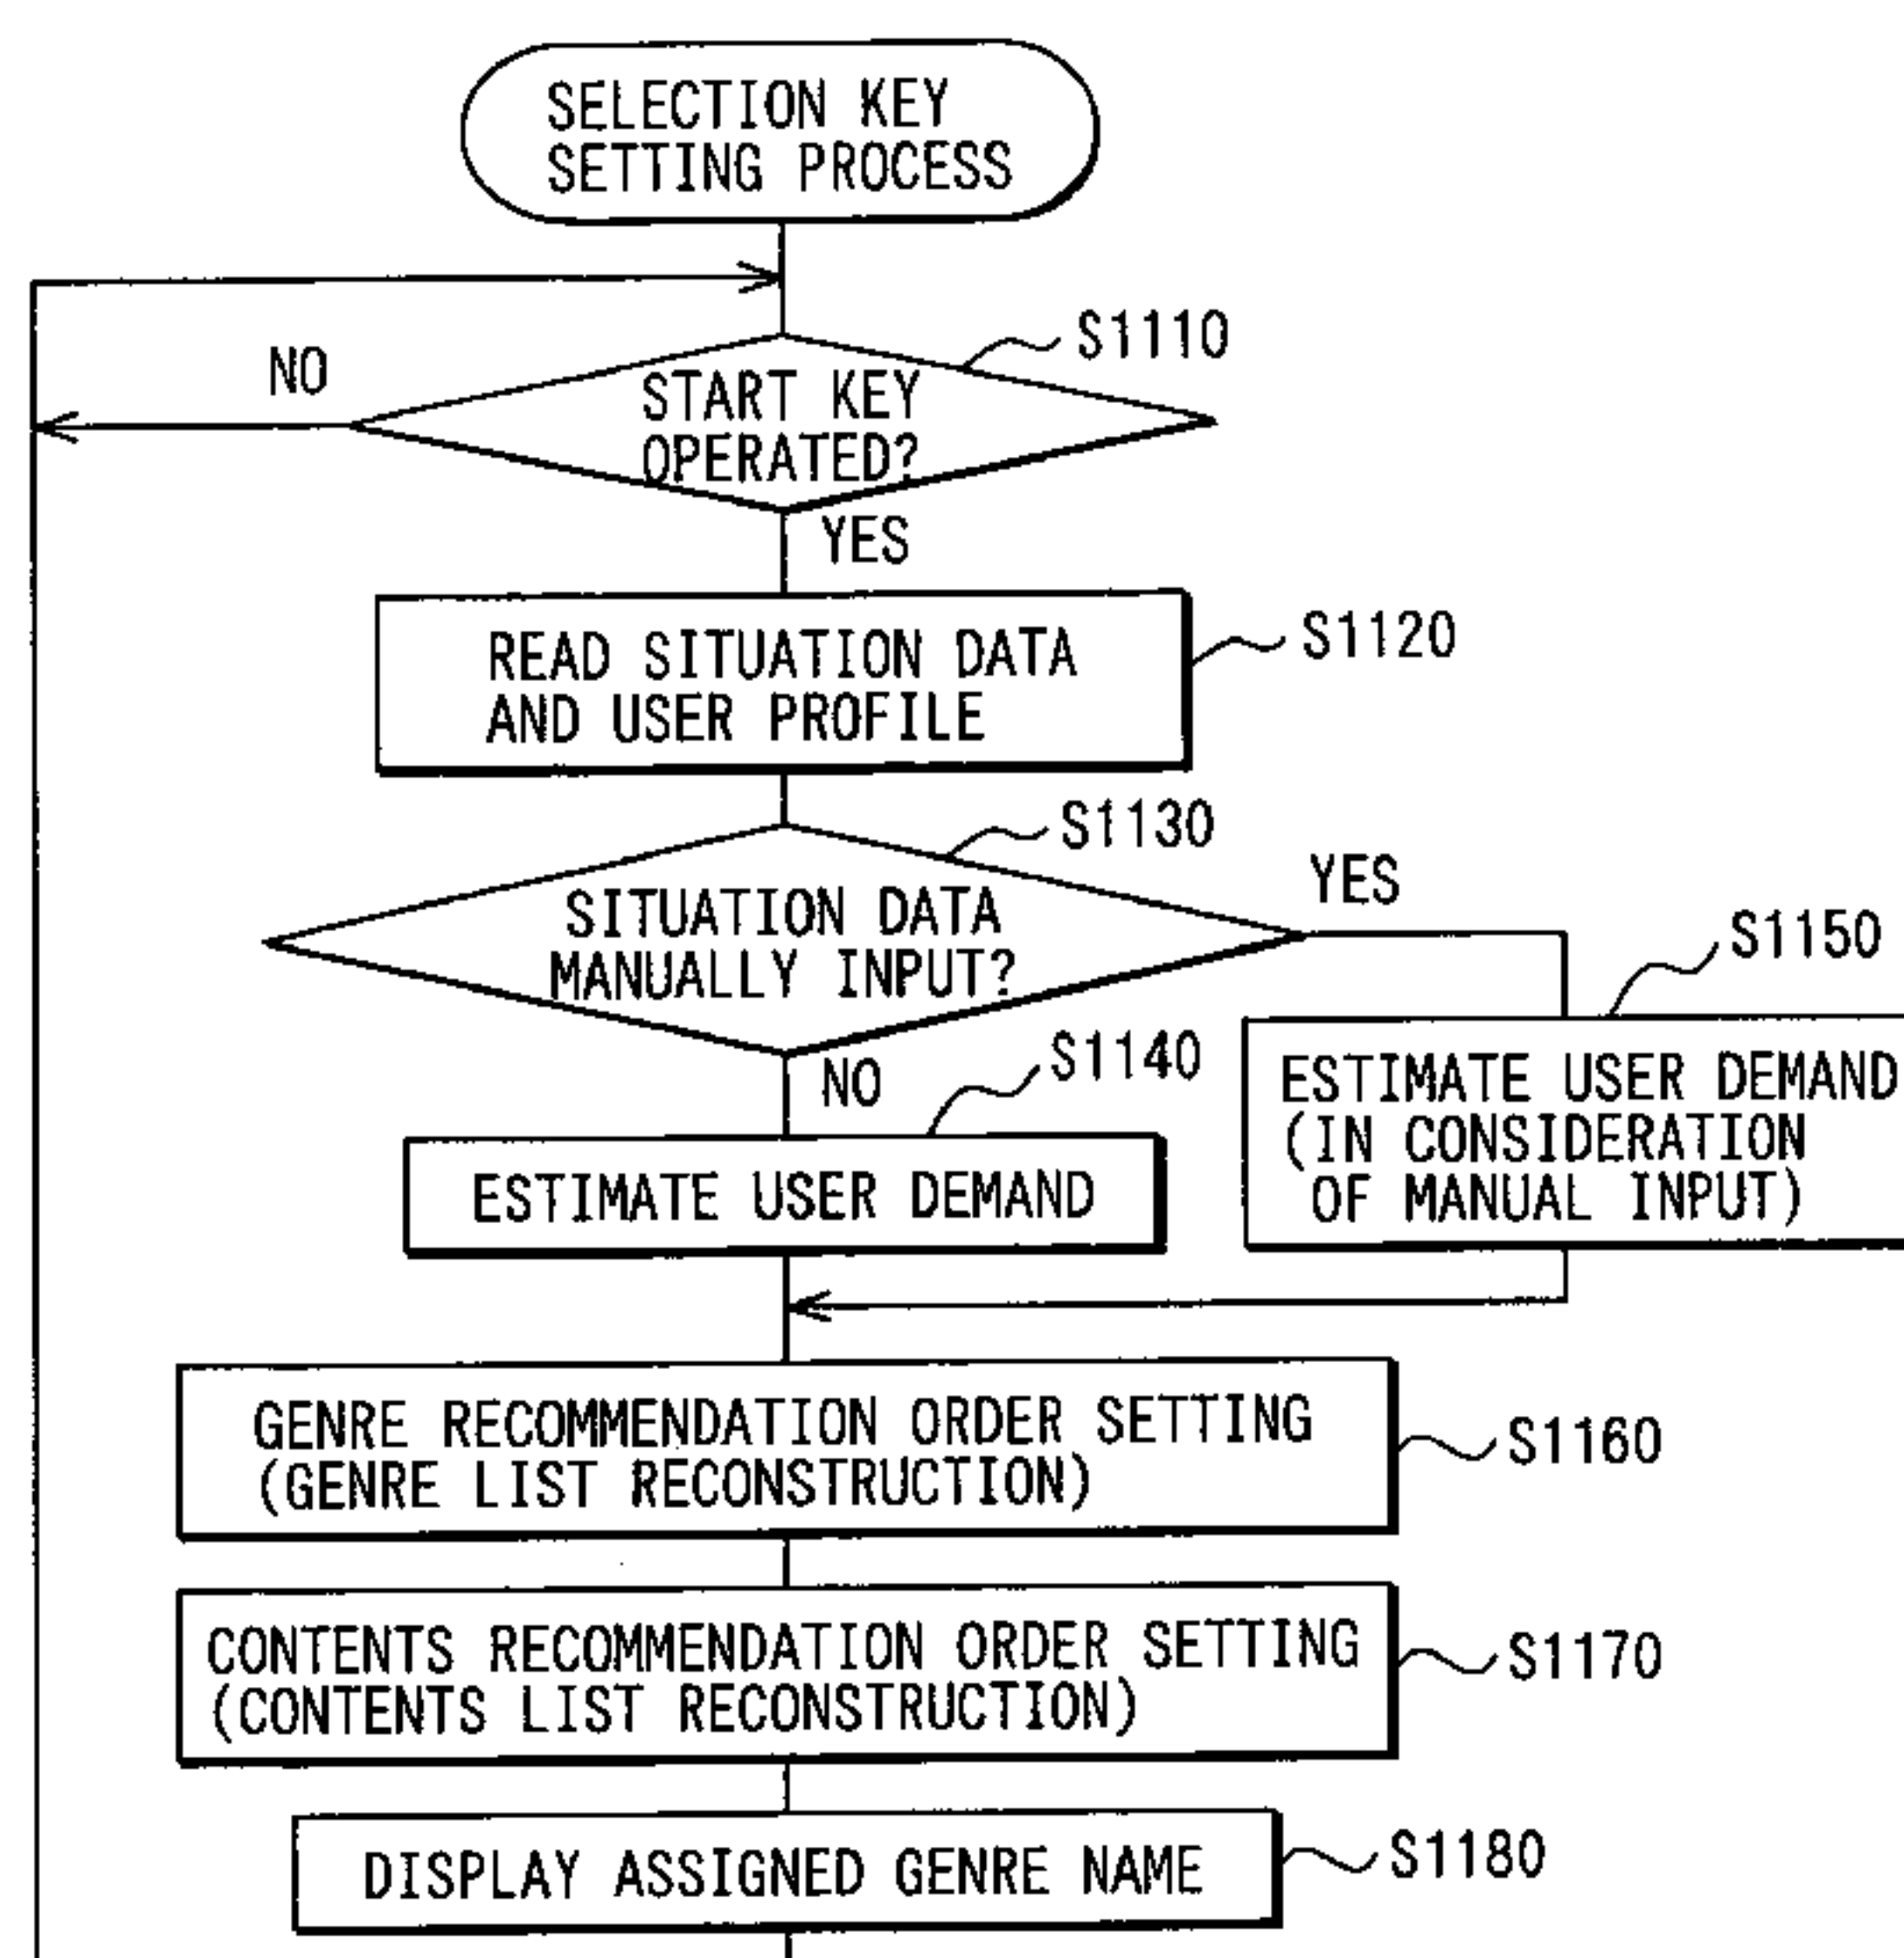 SELECTION KEY
SETTING PROCESS
S1110
NO
START KEY
OPERATED?
YES
S1120
READ SITUATION DATA
AND USER PROFILE
S1130
YES
SITUATION DATA
MANUALLY INPUT?
S1150
NO
S1140
ESTIMATE USER DEMAND
(IN CONSIDERATION
OF MANUAL INPUT)
ESTIMATE USER DEMAND
GENRE RECOMMENDATION ORDER SETTING
(GENRE LIST RECONSTRUCTION)
S1160
CONTENTS RECOMMENDATION ORDER SETTING
(CONTENTS LIST RECONSTRUCTION)
S1170
DISPLAY ASSIGNED GENRE NAME
S1180